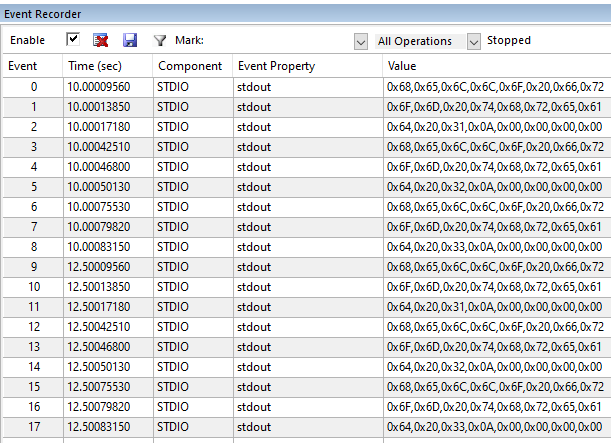 Event Recorder
Enable Mark: All Operations Stopped
Event Time (sec) Component Event Property Value
0 10.00009560 STDIO stdout 0x68,0x65,0x6C,0x6C,0x6F,0x20,0x66,0x72
1 10.00013850 STDIO stdout 0x6F,0x6D,0x20,0x74,0x68,0x72,0x65,0x61
2 10.00017180 STDIO stdout 0x64,0x20,0x31,0x0A,0x00,0x00,0x00,0x00
3 10.00042510 STDIO stdout 0x68,0x65,0x6C,0x6C,0x6F,0x20,0x66,0x72
4 10.00046800 STDIO stdout 0x6F,0x6D,0x20,0x74,0x68,0x72,0x65,0x61
5 10.00050130 STDIO stdout 0x64,0x20,0x32,0x0A,0x00,0x00,0x00,0x00
6 10.00075530 STDIO stdout 0x68,0x65,0x6C,0x6C,0x6F,0x20,0x66,0x72
7 10.00079820 STDIO stdout 0x6F,0x6D,0x20,0x74,0x68,0x72,0x65,0x61
8 10.00083150 STDIO stdout 0x64,0x20,0x33,0x0A,0x00,0x00,0x00,0x00
9 12.50009560 STDIO stdout 0x68,0x65,0x6C,0x6C,0x6F,0x20,0x66,0x72
10 12.50013850 STDIO stdout 0x6F,0x6D,0x20,0x74,0x68,0x72,0x65,0x61
11 12.50017180 STDIO stdout 0x64,0x20,0x31,0x0A,0x00,0x00,0x00,0x00
12 12.50042510 STDIO stdout 0x68,0x65,0x6C,0x6C,0x6F,0x20,0x66,0x72
13 12.50046800 STDIO stdout 0x6F,0x6D,0x20,0x74,0x68,0x72,0x65,0x61
14 12.50050130 STDIO stdout 0x64,0x20,0x32,0x0A,0x00,0x00,0x00,0x00
15 12.50075530 STDIO stdout 0x68,0x65,0x6C,0x6C,0x6F,0x20,0x66,0x72
16 12.50079820 STDIO stdout 0x6F,0x6D,0x20,0x74,0x68,0x72,0x65,0x61
17 12.50083150 STDIO stdout 0x64,0x20,0x33,0x0A,0x00,0x00,0x00,0x00